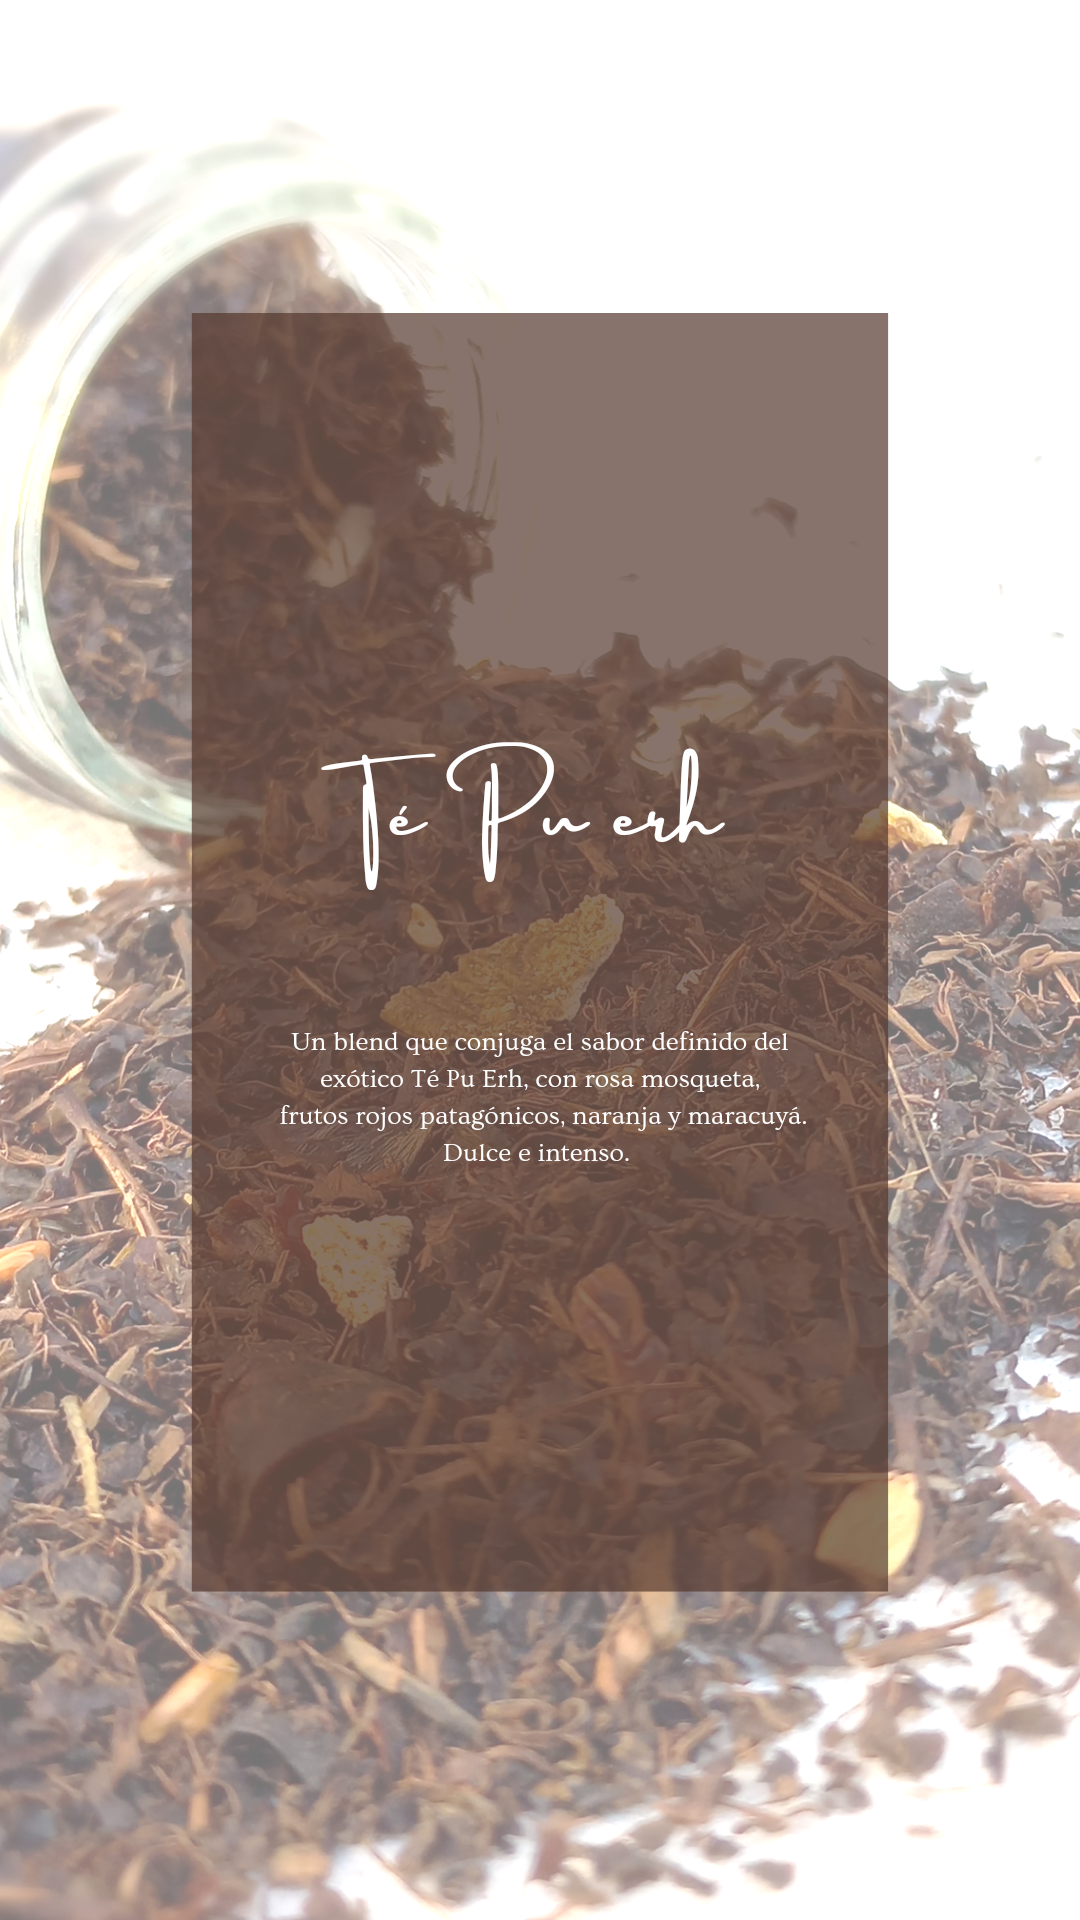 Té Pu erh
Un blend que conjuga el sabor definido del
exótico Té Pu Erh, con rosa mosqueta,
frutos rojos patagónicos, naranja y maracuyá.
Dulce e intenso.